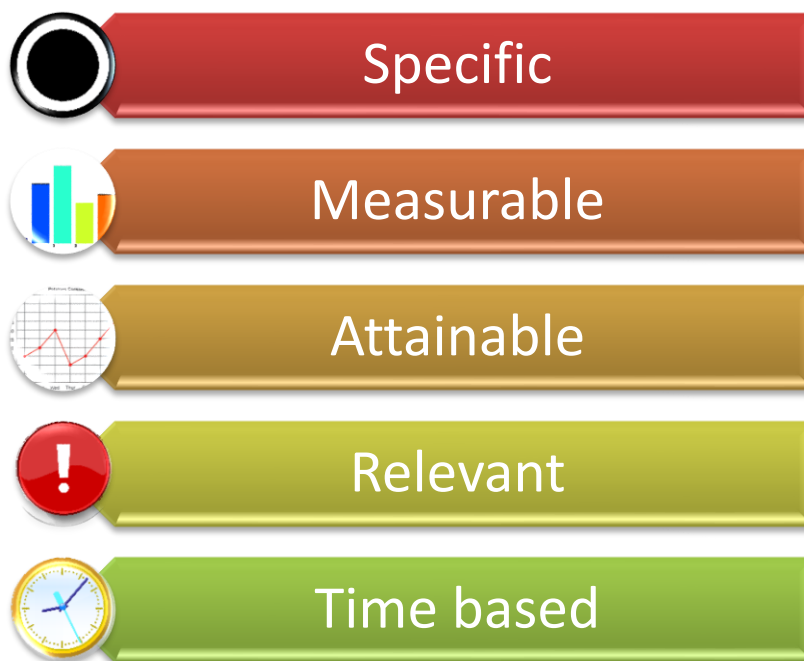 Specific
Measurable
Attainable
Relevant
Time based